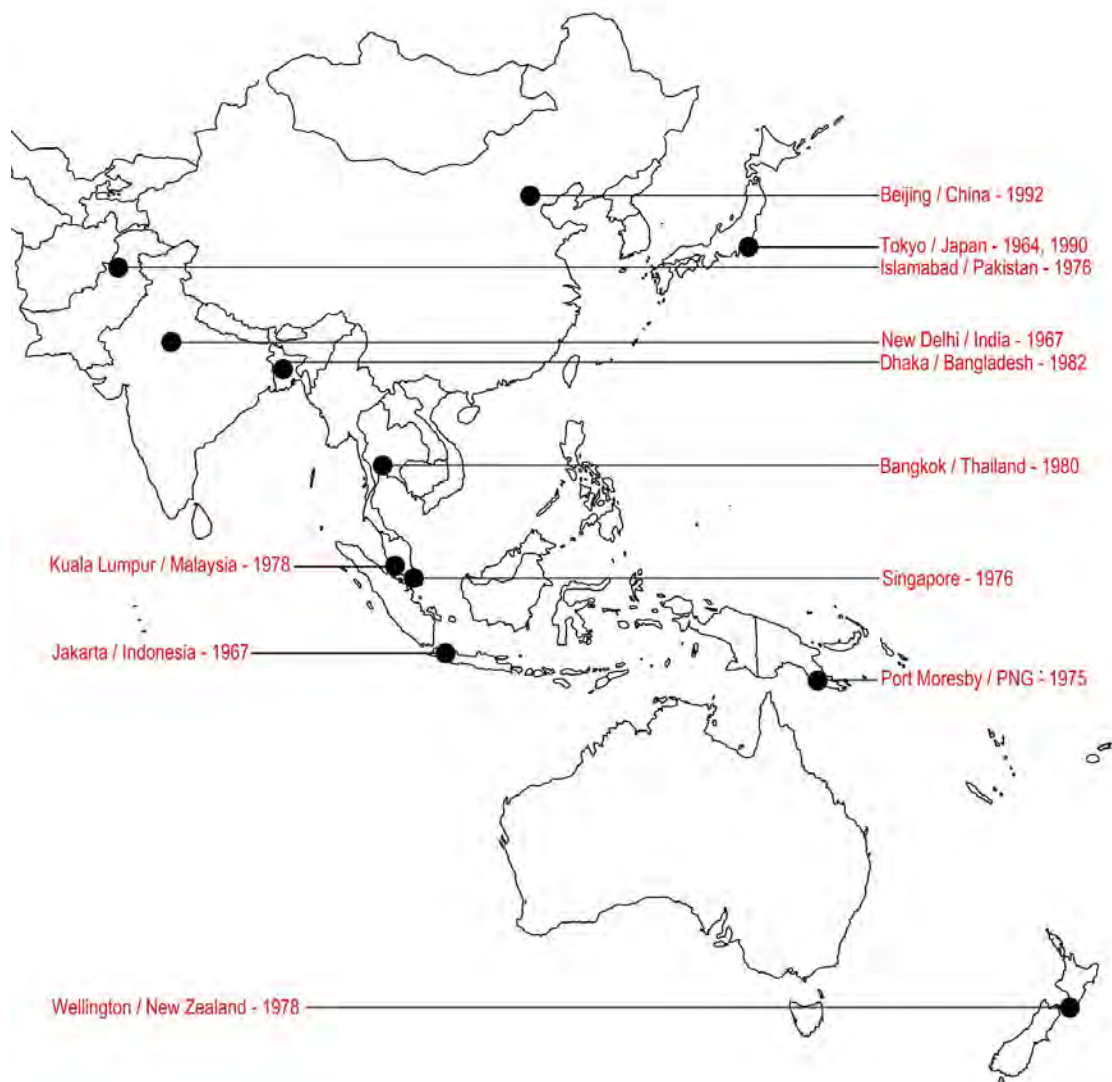 Beijing / China - 1992
Tokyo / Japan - 1964, 1990
Islamabad / Pakistan - 1976
New Delhi / India - 1967
Dhaka / Bangladesh - 1982
Bangkok / Thailand - 1980
Kuala Lumpur / Malaysia - 1978
Singapore - 1976
Jakarta / Indonesia - 1967
Port Moresby / PNG - 1975
Wellington / New Zealand - 1978